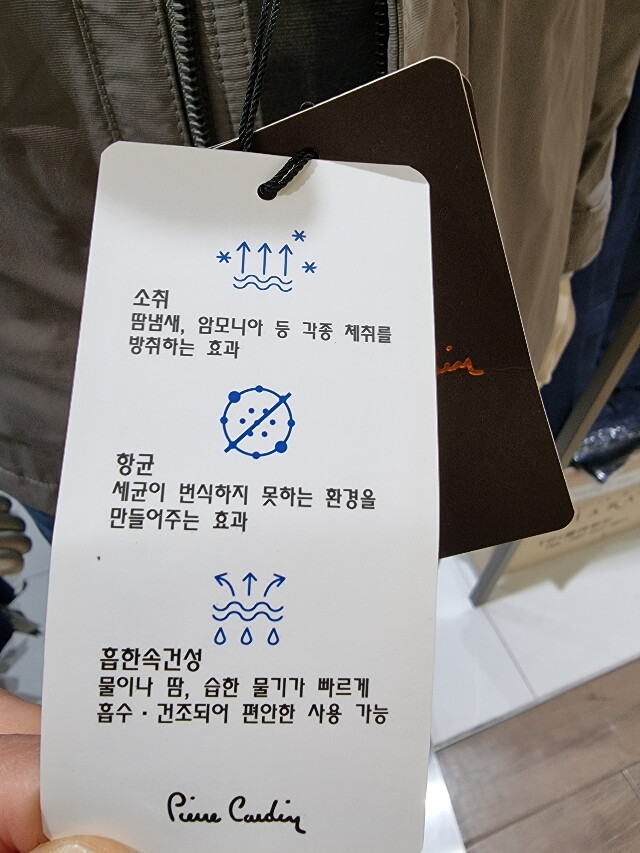 소취
땀냄새, 암모니아 등 각종 체취를
방취하는 효과
항균
세균이 번식하지 못하는 환경을
만들어주는 효과
흡한속건성
물이나 땀, 습한 물기가 빠르게
흡수 · 건조되어 편안한 사용 가능
Pierre Cardin